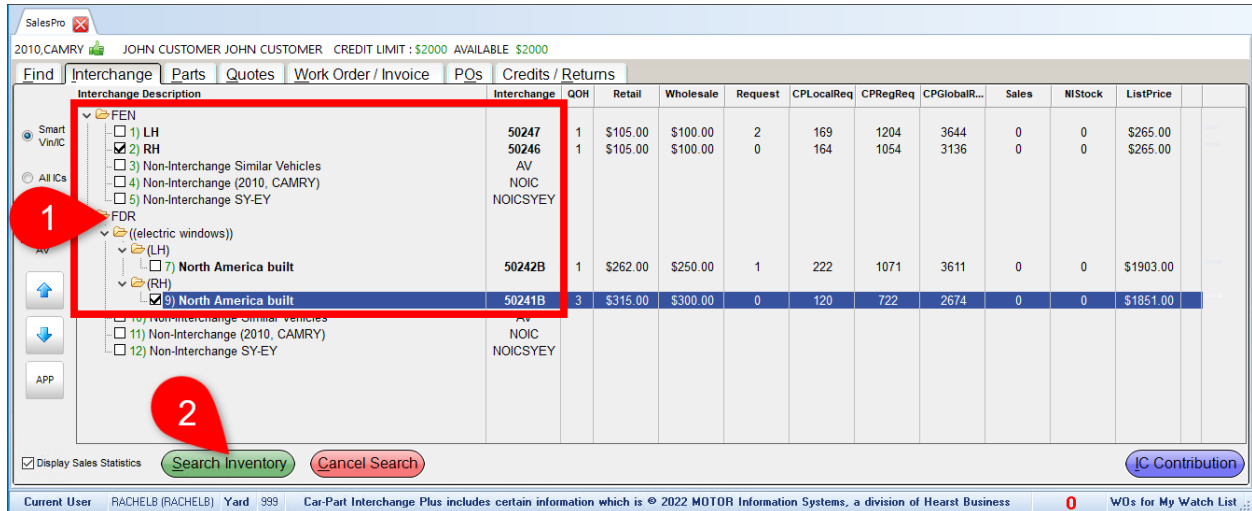 SalesPro
2010,CAMRY JOHN CUSTOMER JOHN CUSTOMER CREDIT LIMIT : $2000 AVAILABLE $2000
Find Interchange Parts Quotes Work Order / Invoice POs Credits / Returns
Interchange Description Interchange QOH Retail Wholesale Request CPLocalReq CPRegReq CPGlobalR... Sales NIStock ListPrice
FEN
Smart Vin/IC
1) LH 50247 1 $105.00 $100.00 2 169 1204 3644 0 0 $265.00
2) RH 50246 1 $105.00 $100.00 0 164 1054 3136 0 0 $265.00
3) Non-Interchange Similar Vehicles AV
All ICs
4) Non-Interchange (2010, CAMRY) NOIC
5) Non-Interchange SY-EY NOICSYEY
1
FDR
((electric windows))
AV
(LH)
7) North America built 50242B 1 $262.00 $250.00 1 222 1071 3611 0 0 $1903.00
(RH)
9) North America built 50241B 3 $315.00 $300.00 0 120 722 2674 0 0 $1851.00
10) Non-Interchange Similar Vehicles AV
11) Non-Interchange (2010, CAMRY) NOIC
12) Non-Interchange SY-EY NOICSYEY
APP
2
Display Sales Statistics Search Inventory Cancel Search IC Contribution
Current User RACHELB (RACHELB) Yard 999 Car-Part Interchange Plus includes certain information which is © 2022 MOTOR Information Systems, a division of Hearst Business 0 WOs for My Watch List